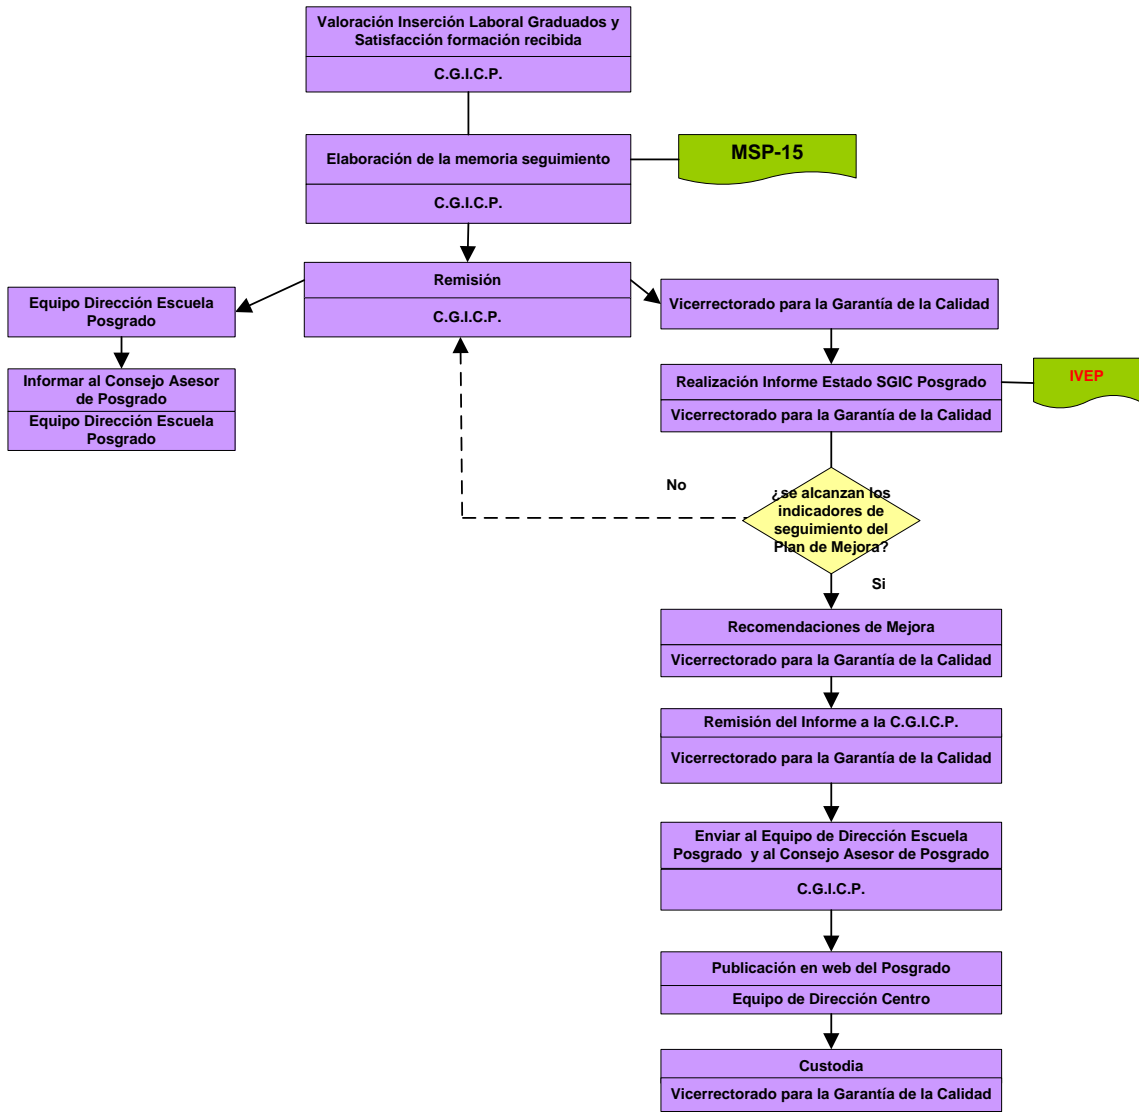 Valoración Inserción Laboral Graduados y
Satisfacción formación recibida
C.G.I.C.P.
Elaboración de la memoria seguimiento
C.G.I.C.P.
MSP-15
Remisión
C.G.I.C.P.
Equipo Dirección Escuela
Posgrado
Informar al Consejo Asesor
de Posgrado
Equipo Dirección Escuela
Posgrado
Vicerrectorado para la Garantía de la Calidad
Realización Informe Estado SGIC Posgrado
Vicerrectorado para la Garantía de la Calidad
IVEP
No
¿se alcanzan los
indicadores de
seguimiento del
Plan de Mejora?
Si
Recomendaciones de Mejora
Vicerrectorado para la Garantía de la Calidad
Remisión del Informe a la C.G.I.C.P.
Vicerrectorado para la Garantía de la Calidad
Enviar al Equipo de Dirección Escuela
Posgrado y al Consejo Asesor de Posgrado
C.G.I.C.P.
Publicación en web del Posgrado
Equipo de Dirección Centro
Custodia
Vicerrectorado para la Garantía de la Calidad